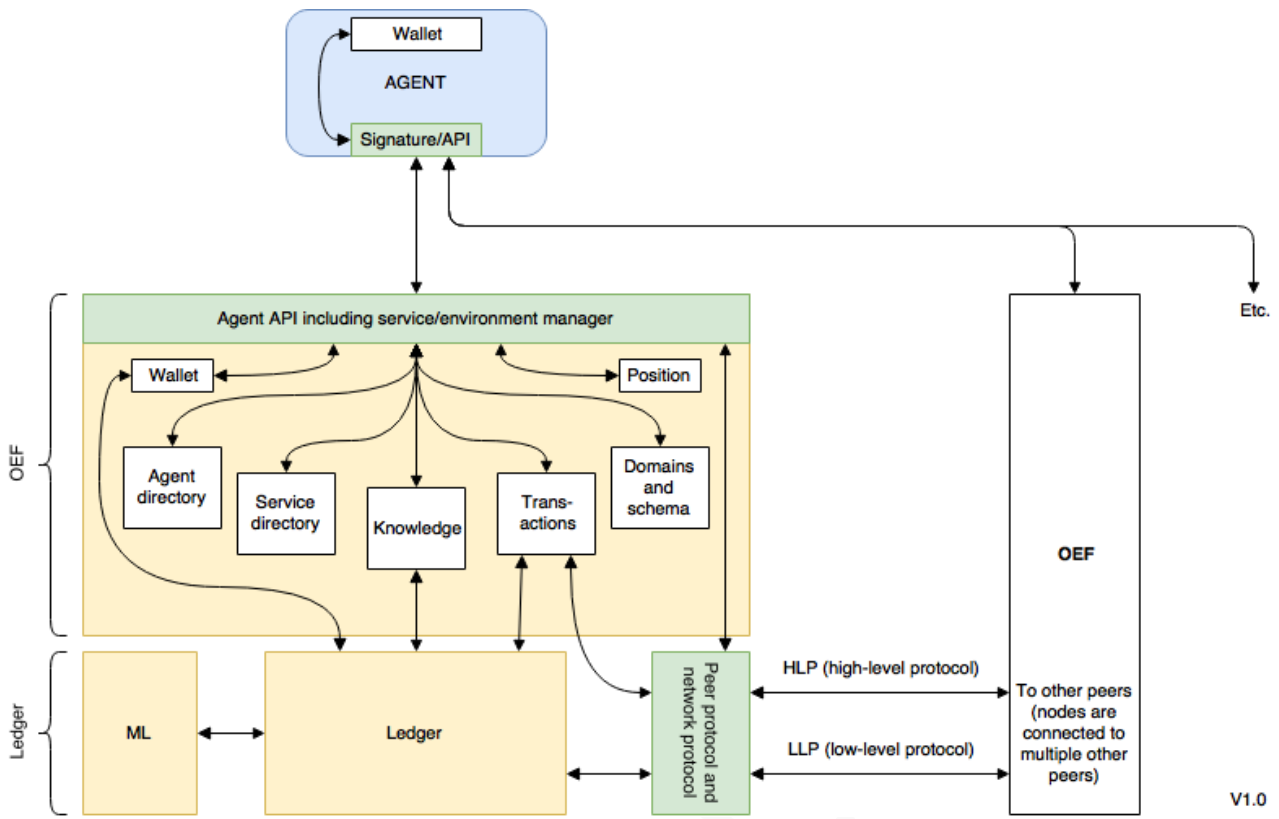 Wallet
AGENT
Signature/API
Agent API including service/environment manager
Etc.
Wallet
Position
OEF
Agent
directory
Service
directory
Knowledge
Trans-
actions
Domains
and
schema
OEF
Ledger
ML
Ledger
Peer protocol and
network protocol
HLP (high-level protocol)
LLP (low-level protocol)
To other peers
(nodes are
connected to
multiple other
peers)
V1.0